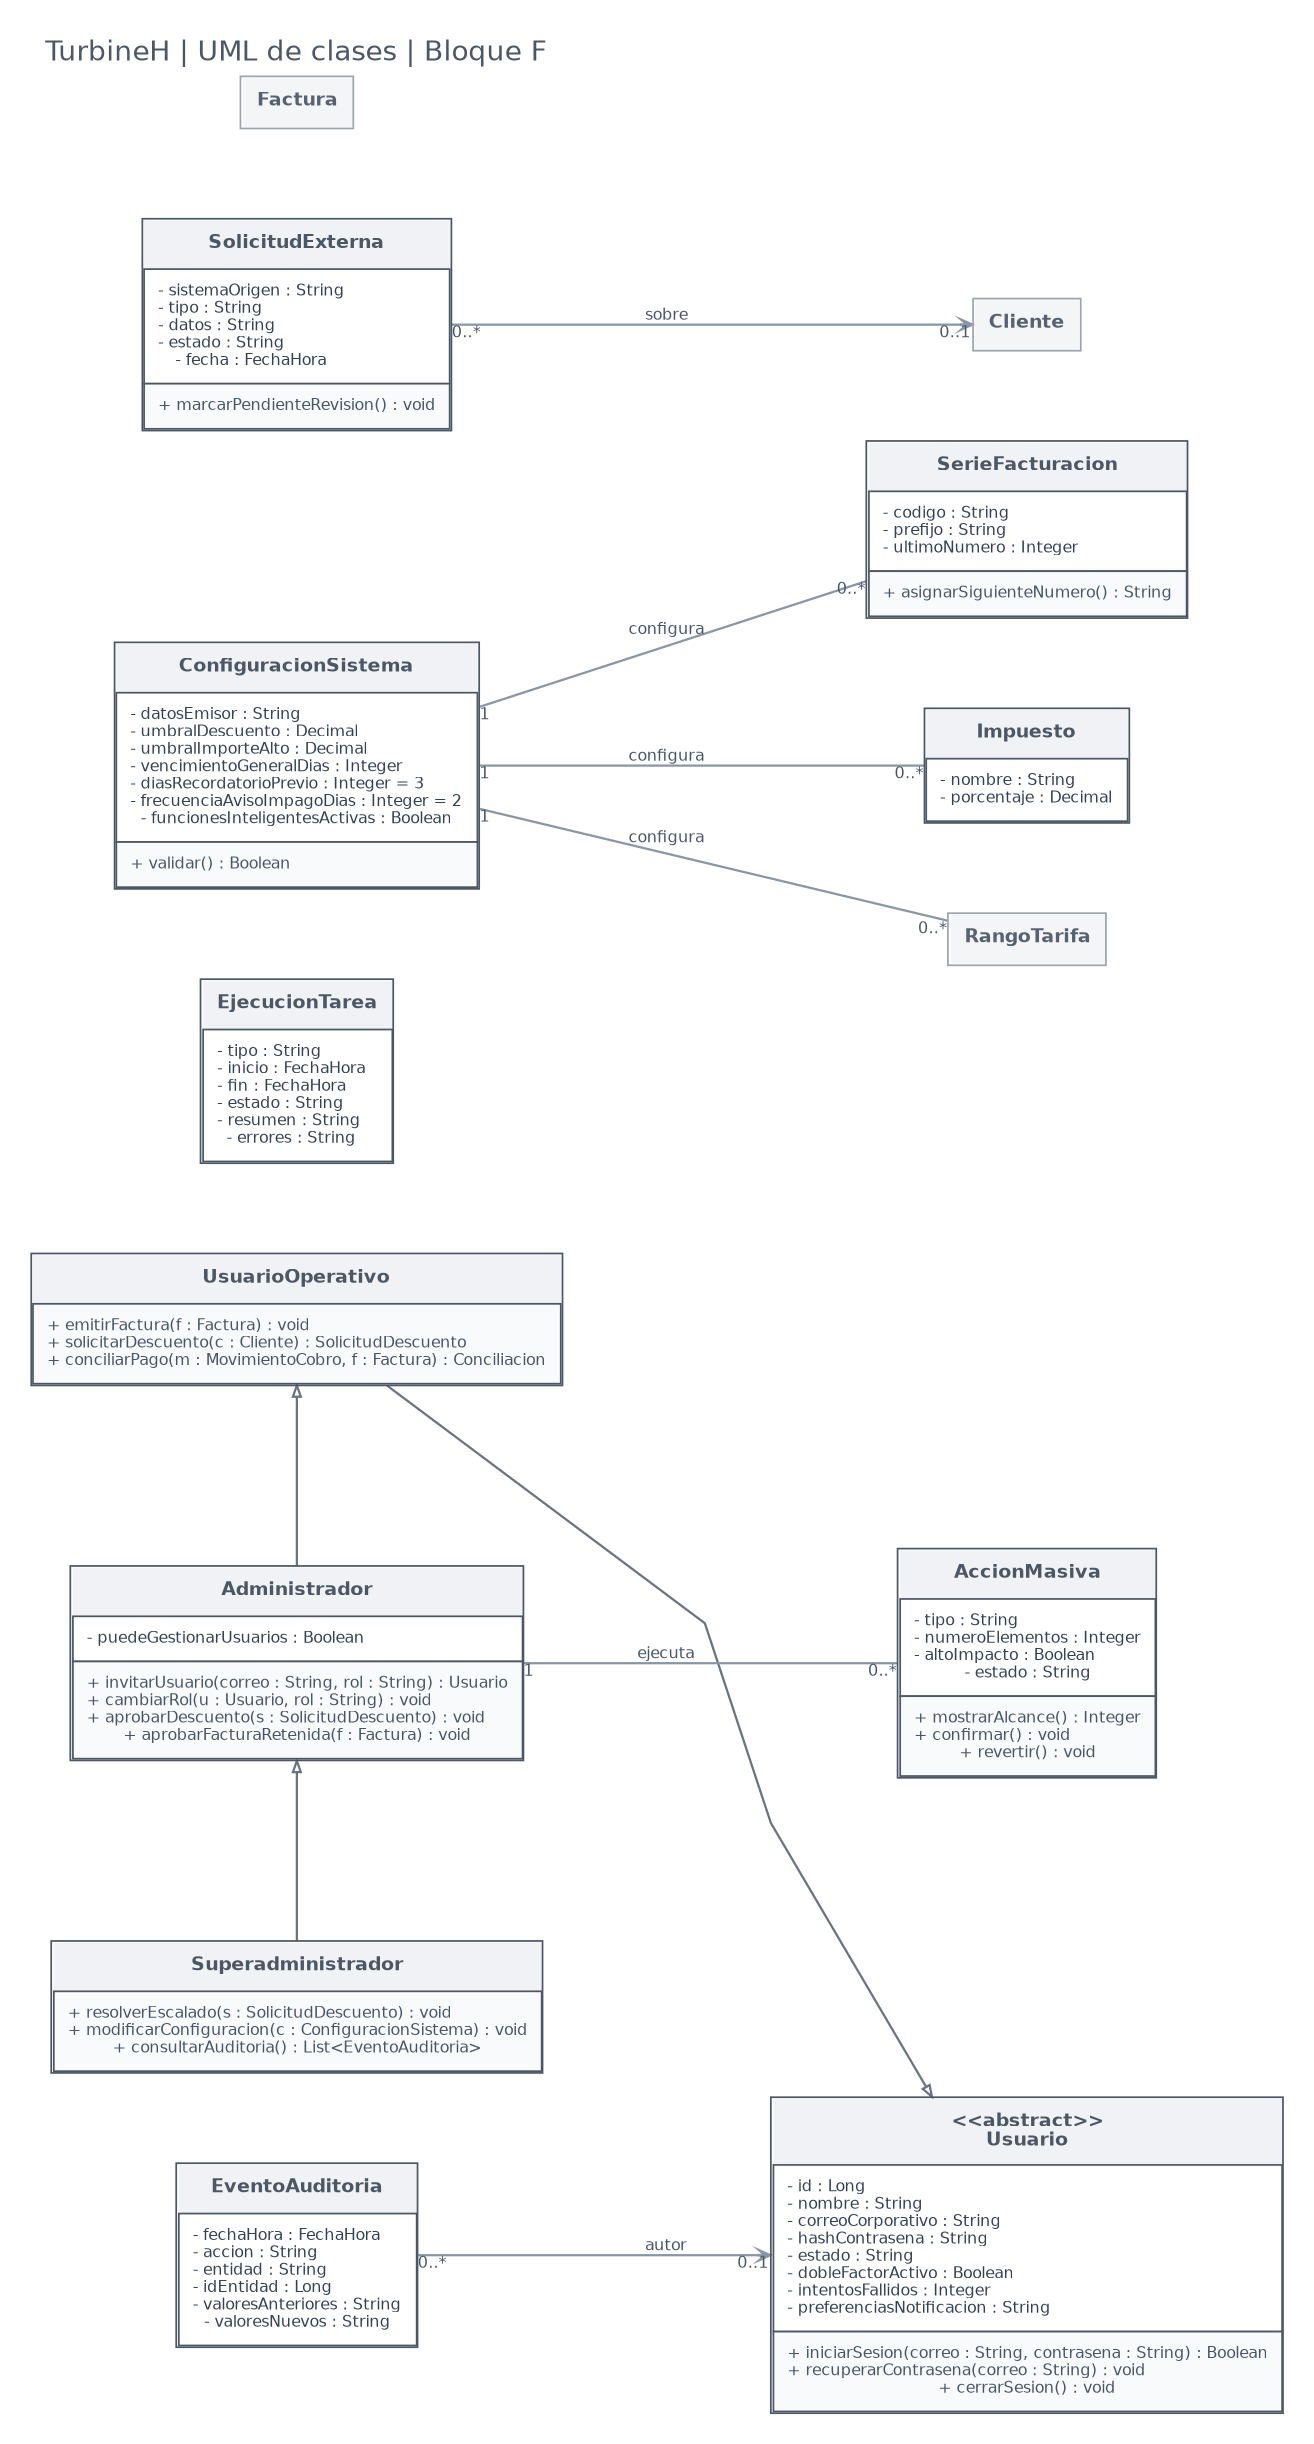 TurbineH | UML de clases | Bloque F
Factura
SolicitudExterna
- sistemaOrigen : String
- tipo : String
- datos : String
- estado : String
- fecha : FechaHora
+ marcarPendienteRevision() : void
sobre
0..*
0..1
Cliente
SerieFacturacion
- codigo : String
- prefijo : String
- ultimoNumero : Integer
+ asignarSiguienteNumero() : String
0..*
configura
1
ConfiguracionSistema
- datosEmisor : String
- umbralDescuento : Decimal
- umbralImporteAlto : Decimal
- vencimientoGeneralDias : Integer
- diasRecordatorioPrevio : Integer = 3
- frecuenciaAvisoImpagoDias : Integer = 2
- funcionesInteligentesActivas : Boolean
+ validar() : Boolean
configura
1
0..*
Impuesto
- nombre : String
- porcentaje : Decimal
1
configura
0..*
RangoTarifa
EjecucionTarea
- tipo : String
- inicio : FechaHora
- fin : FechaHora
- estado : String
- resumen : String
- errores : String
UsuarioOperativo
+ emitirFactura(f : Factura) : void
+ solicitarDescuento(c : Cliente) : SolicitudDescuento
+ conciliarPago(m : MovimientoCobro, f : Factura) : Conciliacion
Administrador
- puedeGestionarUsuarios : Boolean
+ invitarUsuario(correo : String, rol : String) : Usuario
+ cambiarRol(u : Usuario, rol : String) : void
+ aprobarDescuento(s : SolicitudDescuento) : void
+ aprobarFacturaRetenida(f : Factura) : void
ejecuta
1
0..*
AccionMasiva
- tipo : String
- numeroElementos : Integer
- altoImpacto : Boolean
- estado : String
+ mostrarAlcance() : Integer
+ confirmar() : void
+ revertir() : void
Superadministrador
+ resolverEscalado(s : SolicitudDescuento) : void
+ modificarConfiguracion(c : ConfiguracionSistema) : void
+ consultarAuditoria() : List<EventoAuditoria>
EventoAuditoria
- fechaHora : FechaHora
- accion : String
- entidad : String
- idEntidad : Long
- valoresAnteriores : String
- valoresNuevos : String
autor
0..*
0..1
<<abstract>>
Usuario
- id : Long
- nombre : String
- correoCorporativo : String
- hashContrasena : String
- estado : String
- dobleFactorActivo : Boolean
- intentosFallidos : Integer
- preferenciasNotificacion : String
+ iniciarSesion(correo : String, contrasena : String) : Boolean
+ recuperarContrasena(correo : String) : void
+ cerrarSesion() : void